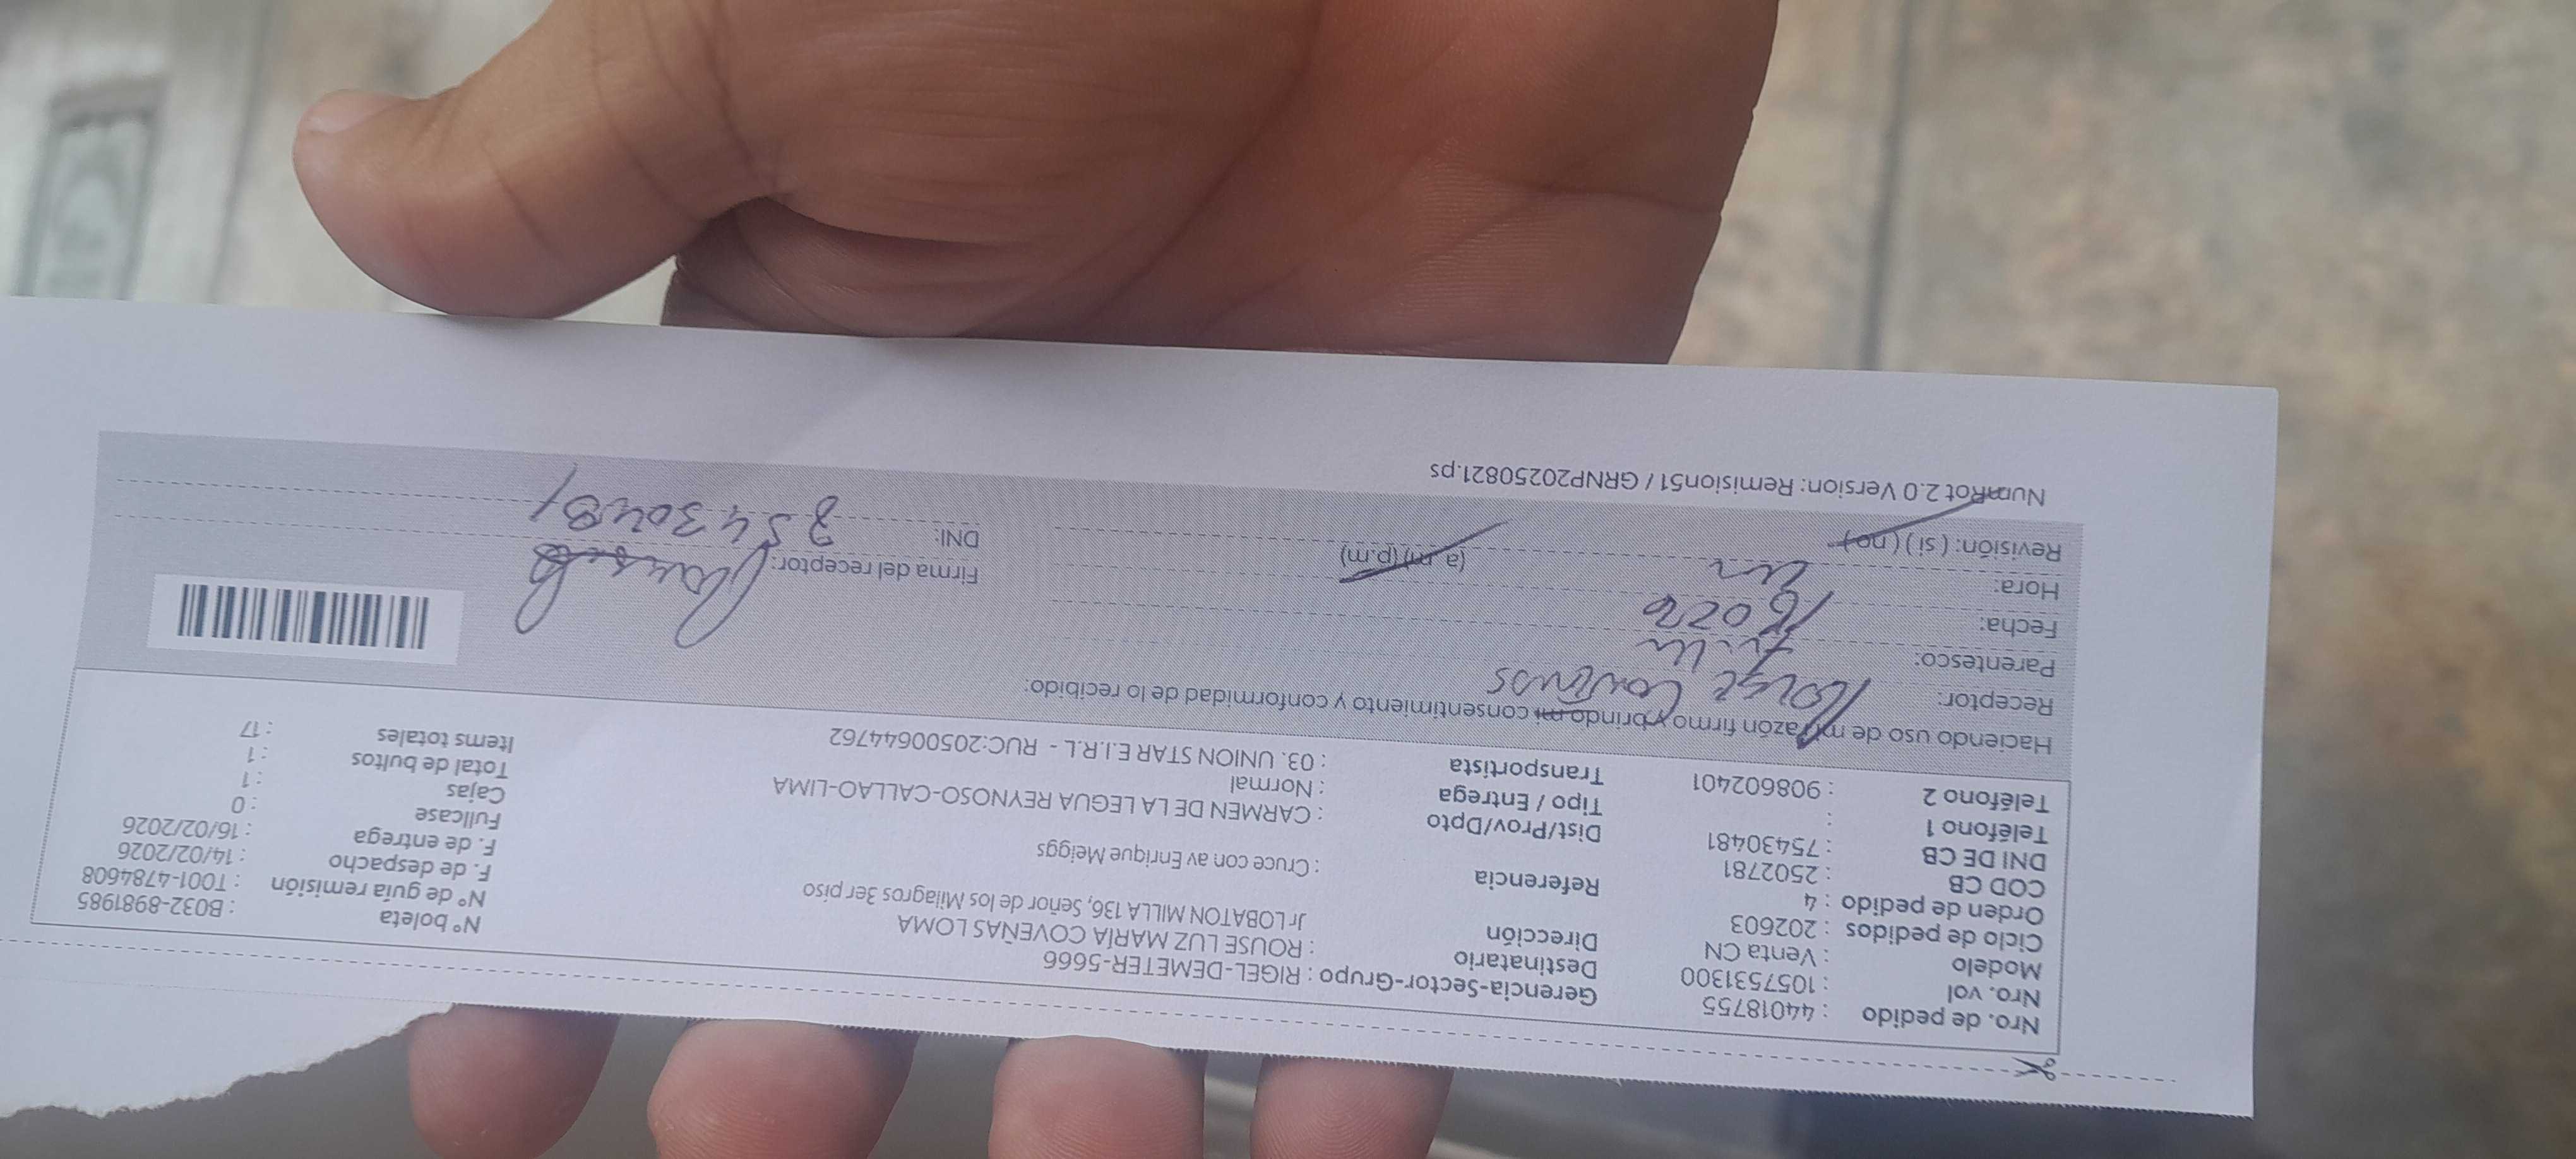 Nro. de pedido : 44018755
Nro. vol : 1057531300
Modelo : Venta CN
Ciclo de pedidos : 202603
Orden de pedido : 4
COD CB : 2502781
DNI DE CB : 75430481
Teléfono 1 :
Teléfono 2 : 908602401
Gerencia-Sector-Grupo : RIGEL-DEMETER-5666
Destinatario : ROUSE LUZ MARÍA COVEÑAS LOMA
Dirección Jr LOBATON MILLA 136, Señor de los Milagros 3er piso
Referencia : Cruce con av Enrique Meiggs
Dist/Prov/Dpto : CARMEN DE LA LEGUA REYNOSO-CALLAO-LIMA
Tipo / Entrega : Normal
Transportista : 03. UNION STAR E.I.R.L - RUC:20500644762
N° boleta : B032-8981985
N° de guía remisión : T001-4784608
F. de despacho : 14/02/2026
F. de entrega : 16/02/2026
Fullcase : 0
Cajas : 1
Total de bultos : 1
Items totales : 17
Haciendo uso de mi razón firmo y brindo mi consentimiento y conformidad de lo recibido:
Receptor: Rouse Coveñas
Parentesco:
Fecha:
Hora: (a.m) (p.m)
Revisión: ( si ) ( no )
Firma del receptor:
DNI: 75430481
NumRot 2.0 Version: Remision51 / GRNP20250821.ps